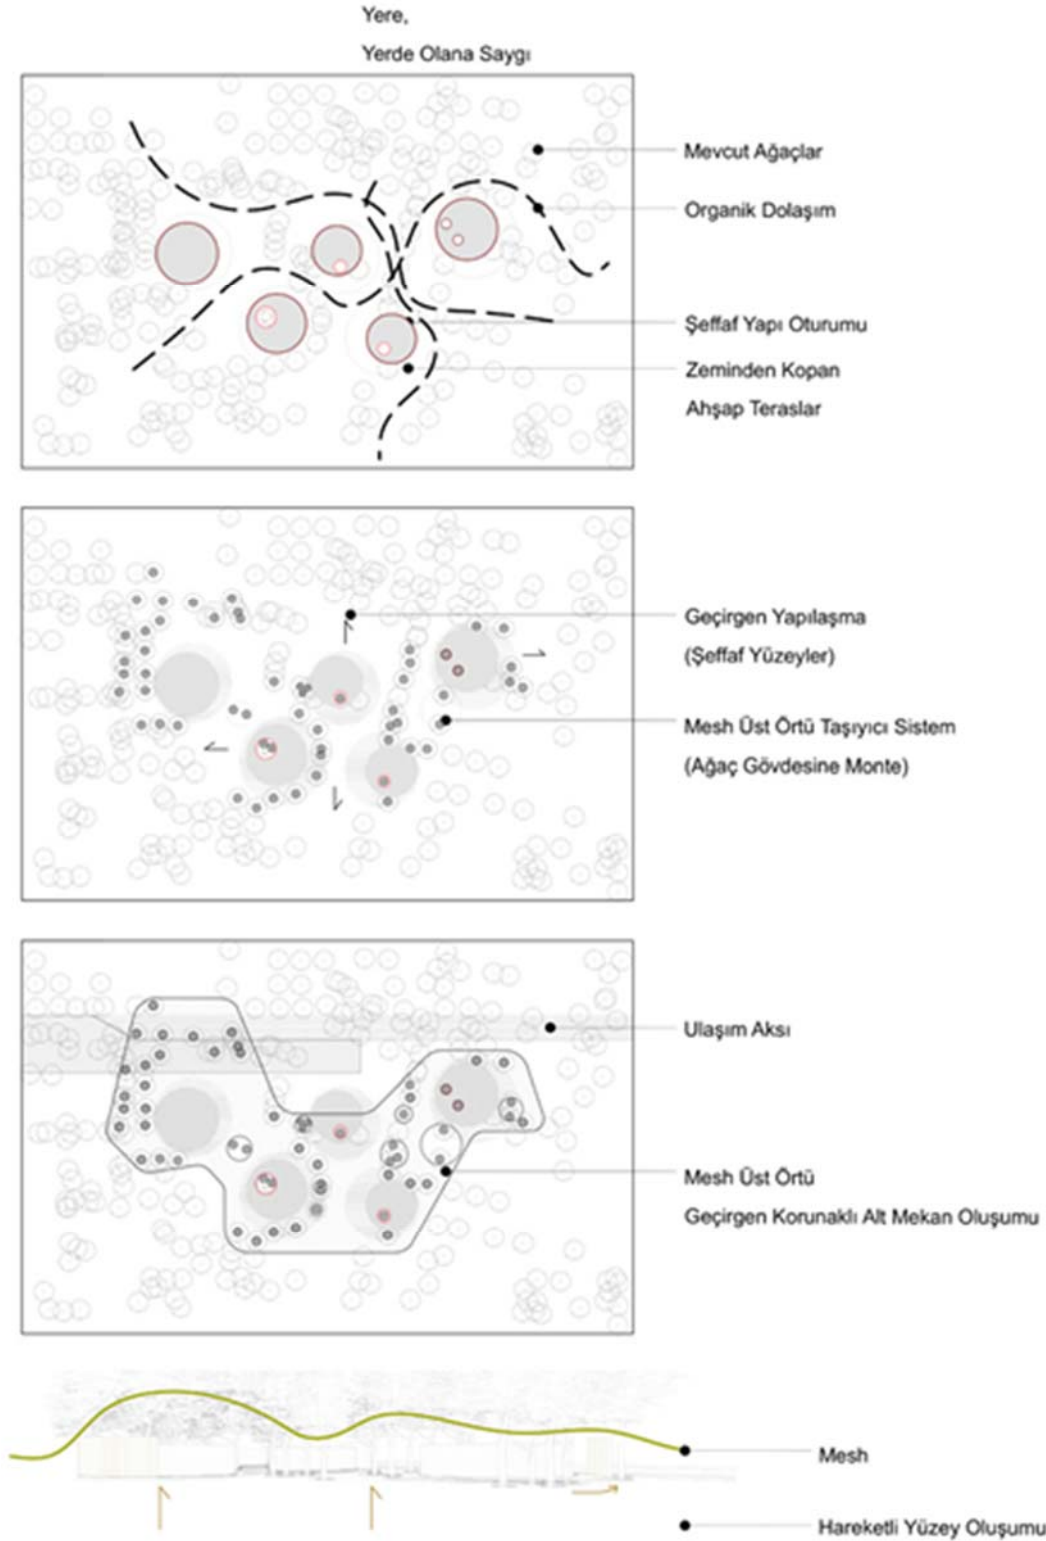 Yere,
Yerde Olana Saygı
Mevcut Ağaçlar
Organik Dolaşım
Şeffaf Yapı Oturumu
Zeminden Kopan
Ahşap Teraslar
Geçirgen Yapılaşma
(Şeffaf Yüzeyler)
Mesh Üst Örtü Taşıyıcı Sistem
(Ağaç Gövdesine Monte)
Ulaşım Aksı
Mesh Üst Örtü
Geçirgen Korunaklı Alt Mekan Oluşumu
Mesh
Hareketli Yüzey Oluşumu